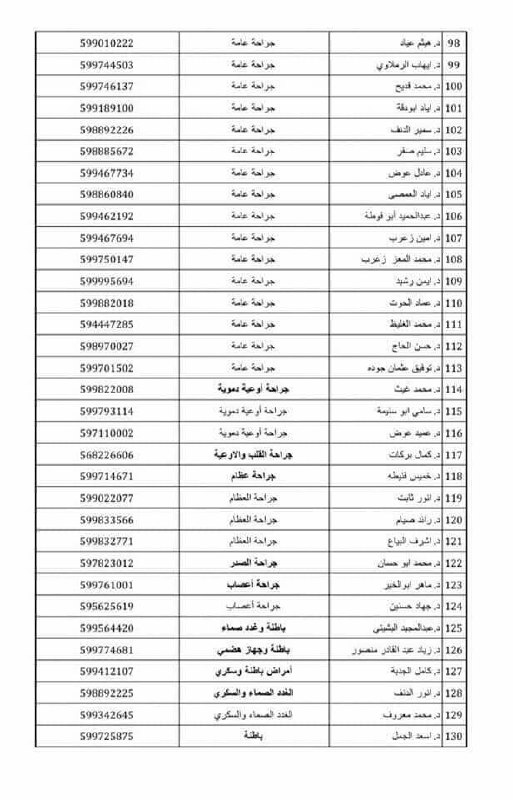 98 د. هيثم عياد جراحة عامة 599010222
99 د. ايهاب الرملاوي جراحة عامة 599744503
100 د. محمد قديح جراحة عامة 599746137
101 د. اياد ابودقة جراحة عامة 599189100
102 د. سمير الدنف جراحة عامة 598892226
103 د. سليم صقر جراحة عامة 598885672
104 د. عادل عوض جراحة عامة 599467734
105 د. اياد العمصي جراحة عامة 598860840
106 د. عبدالحميد أبو فوطة جراحة عامة 599462192
107 د. امين زعرب جراحة عامة 599467694
108 د. محمد المعز زعرب جراحة عامة 599750147
109 د. ايمن رشيد جراحة عامة 599995694
110 د. عماد الحوت جراحة عامة 599882018
111 د. محمد الغليظ جراحة عامة 594447285
112 د. حسن الحاج جراحة عامة 598970027
113 د. توفيق عثمان جوده جراحة عامة 599701502
114 د. محمد غيث جراحة أوعية دموية 599822008
115 د. سامي ابو سنيمة جراحة أوعية دموية 599793114
116 د. عميد عوض جراحة أوعية دموية 597110002
117 د. كمال بركات جراحة القلب والاوعية 568226606
118 د. خميس قنيطه جراحة عظام 599714671
119 د. انور ثابت جراحة العظام 599022077
120 د. رائد صيام جراحة العظام 599833566
121 د. اشرف البياع جراحة العظام 599832771
122 د. محمد ابو حسان جراحة الصدر 597823012
123 د. ماهر ابوالخير جراحة أعصاب 599761001
124 د. جهاد حسنين جراحة أعصاب 595625619
125 د.عبدالمجيد البشيتي باطنة وغدد صماء 599564420
126 د. زياد عبد القادر منصور باطنة وجهاز هضمي 599774681
127 د. كامل الجدبة أمراض باطنة وسكري 599412107
128 د. انور الدنف الغدد الصماء والسكري 598892225
129 د. محمد معروف الغدد الصماء والسكري 599342645
130 د. اسعد الجمل باطنة 599725875